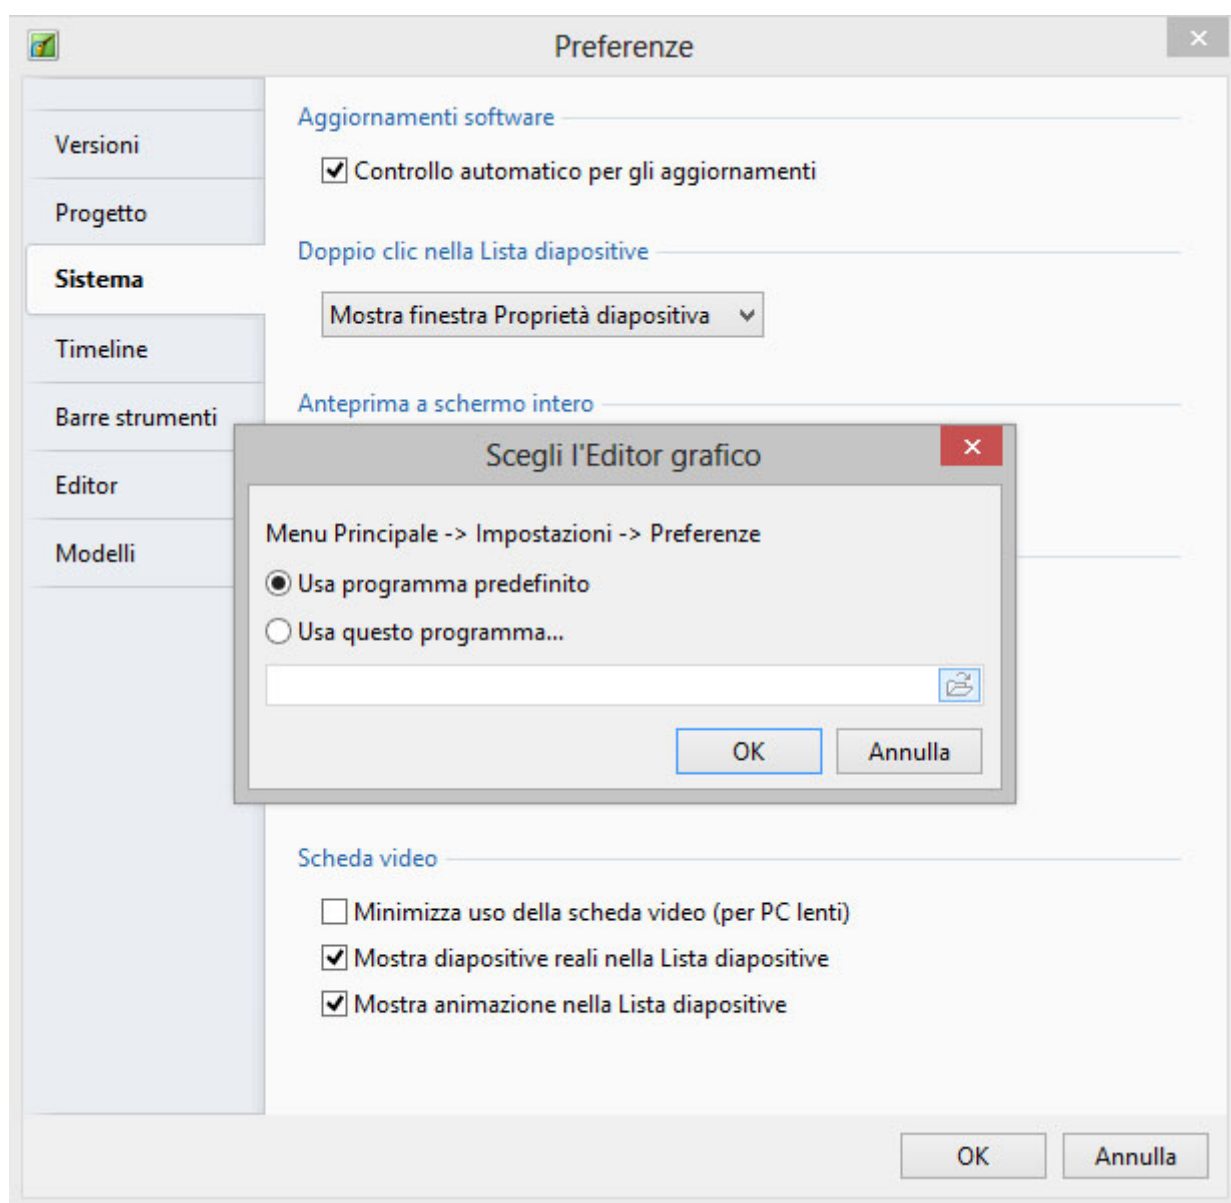 Preferenze
Versioni
Progetto
Sistema
Timeline
Barre strumenti
Editor
Modelli
Aggiornamenti software
Controllo automatico per gli aggiornamenti
Doppio clic nella Lista diapositive
Mostra finestra Proprietà diapositiva
Anteprima a schermo intero
Scegli l'Editor grafico
Menu Principale -> Impostazioni -> Preferenze
Usa programma predefinito
Usa questo programma...
OK Annulla
Scheda video
Minimizza uso della scheda video (per PC lenti)
Mostra diapositive reali nella Lista diapositive
Mostra animazione nella Lista diapositive
OK Annulla